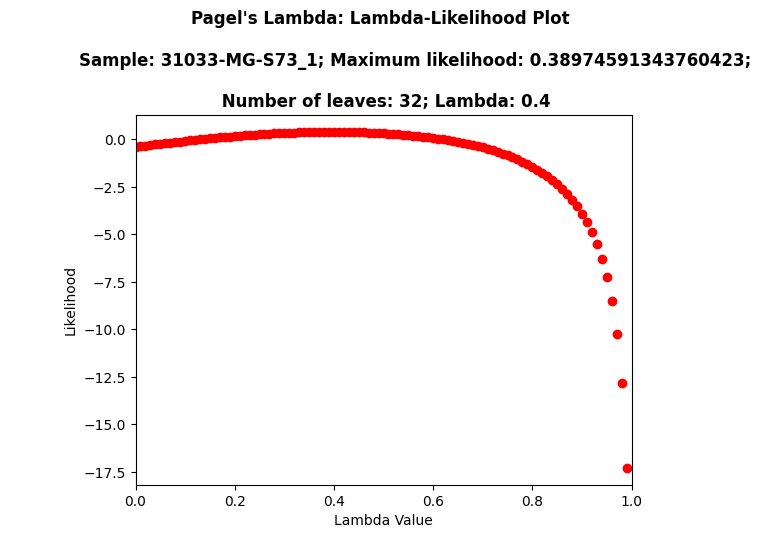 Pagel's Lambda: Lambda-Likelihood Plot
Sample: 31033-MG-S73_1; Maximum likelihood: 0.38974591343760423;
Number of leaves: 32; Lambda: 0.4
0.0
−2.5
−5.0
−7.5
−10.0
−12.5
−15.0
−17.5
Likelihood
0.0 0.2 0.4 0.6 0.8 1.0
Lambda Value